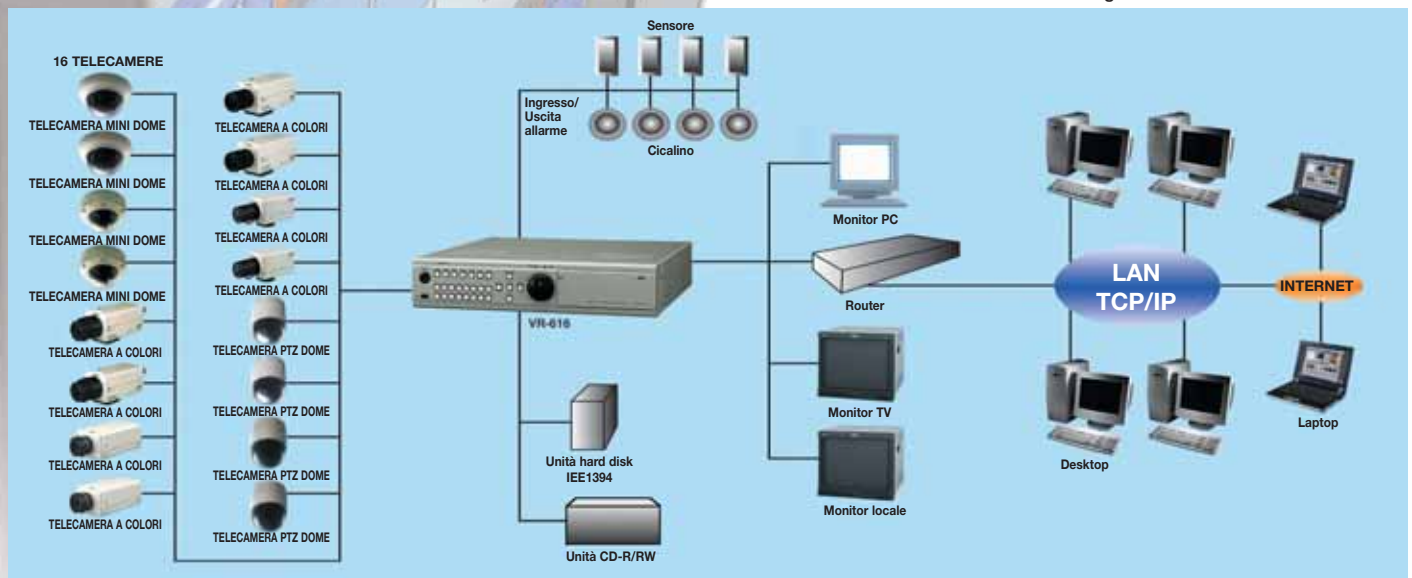 16 TELECAMERE
TELECAMERA MINI DOME
TELECAMERA MINI DOME
TELECAMERA MINI DOME
TELECAMERA MINI DOME
TELECAMERA A COLORI
TELECAMERA A COLORI
TELECAMERA A COLORI
TELECAMERA A COLORI
TELECAMERA A COLORI
TELECAMERA A COLORI
TELECAMERA A COLORI
TELECAMERA A COLORI
TELECAMERA PTZ DOME
TELECAMERA PTZ DOME
TELECAMERA PTZ DOME
TELECAMERA PTZ DOME
Sensore
Ingresso/
Uscita
allarme
Cicalino
VR-616
Unità hard disk
IEE1394
Unità CD-R/RW
Monitor PC
Router
Monitor TV
Monitor locale
LAN
TCP/IP
INTERNET
Desktop
Laptop